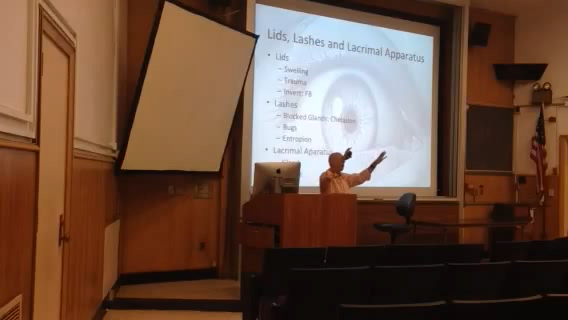 Lids, Lashes and Lacrimal Apparatus
• Lids
– Swelling
– Trauma
– Invert: FB
• Lashes
– Blocked Glands: Chalazion
– Bugs
– Entropion
• Lacrimal Apparatus